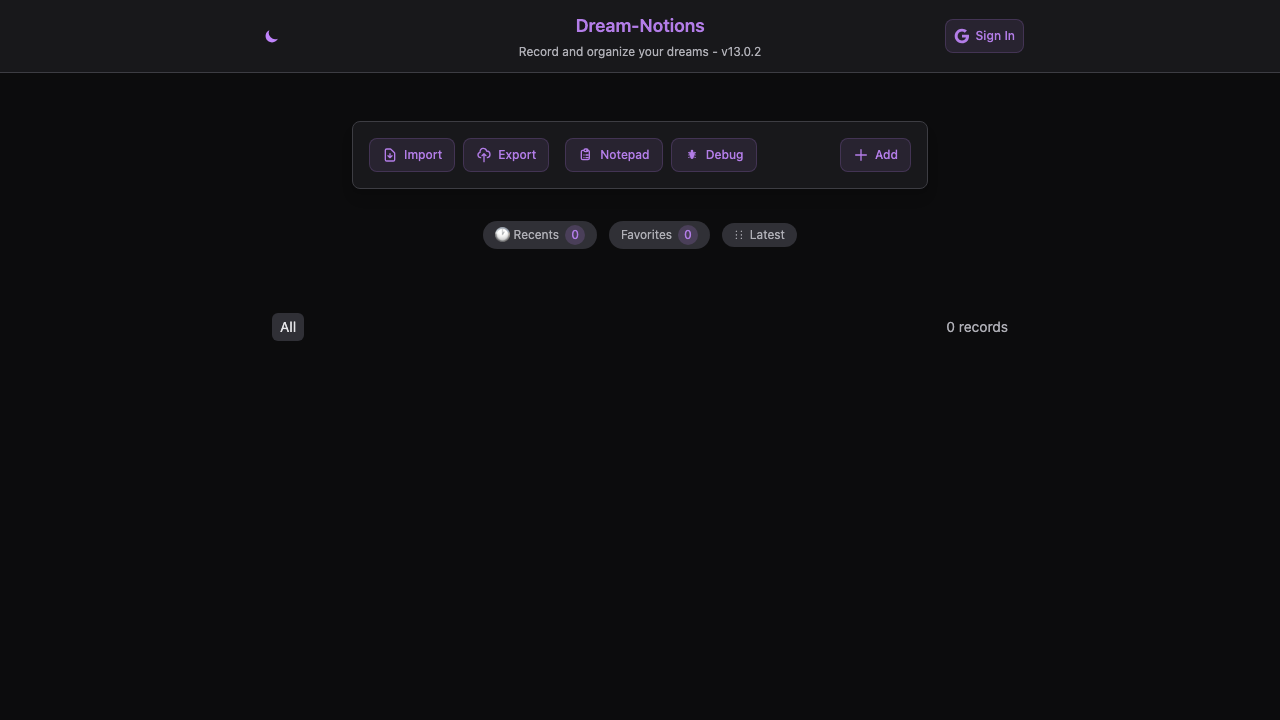 Dream-Notions
Record and organize your dreams - v13.0.2
Sign In
Import
Export
Notepad
Debug
Add
Recents 0
Favorites 0
Latest
All
0 records